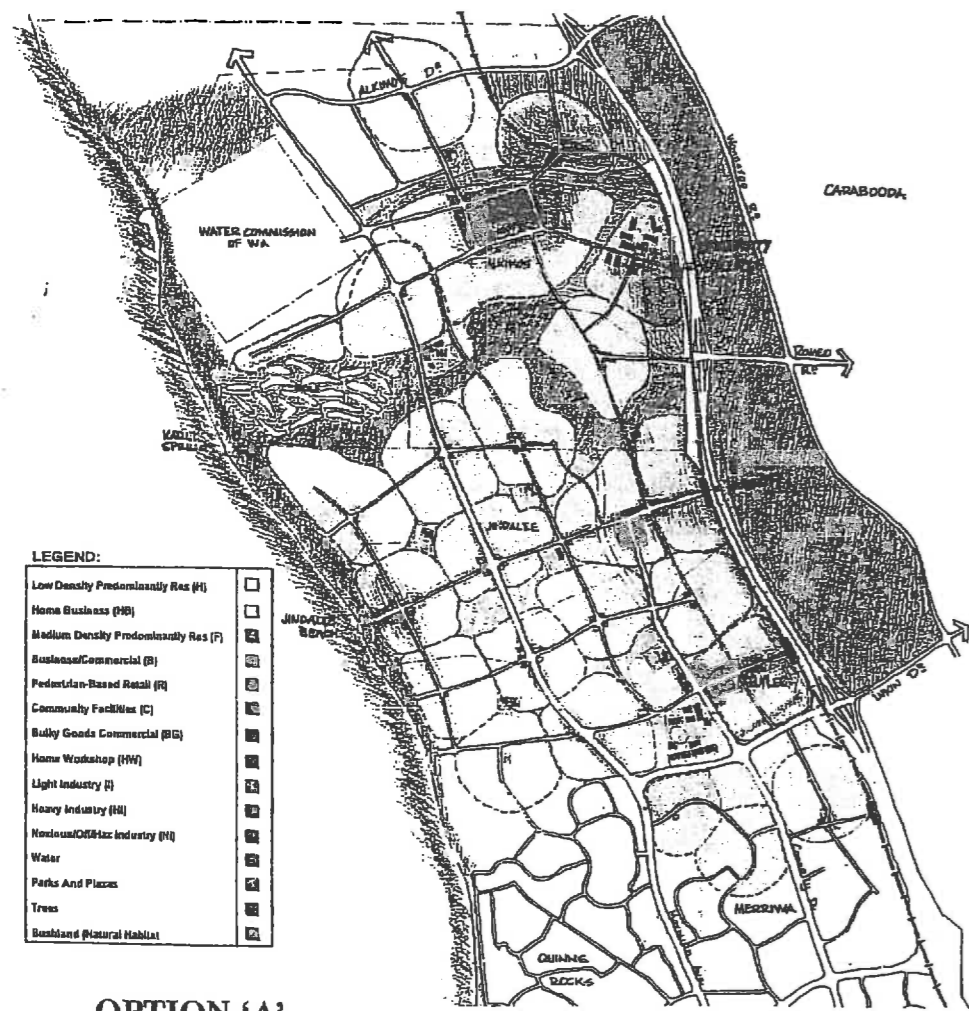 ALKIMOS DR
CARABOODA
WATER COMMISSION
OF WA
ALKIMOS
ROMEO
RD
JINDALEE
JINDALEE
BEACH
LUKIN DR
MERRIWA
QUINNS
ROCKS
LEGEND:
Low Density Predominantly Res (H)
Home Business (HB)
Medium Density Predominantly Res (F)
Business/Commercial (B)
Pedestrian-Based Retail (R)
Community Facilities (C)
Bulky Goods Commercial (BG)
Home Workshop (HW)
Light Industry (I)
Heavy Industry (HI)
Noxious/Off/Haz Industry (NI)
Water
Parks And Plazas
Trees
Bushland (Natural Habitat
OPTION 'A'